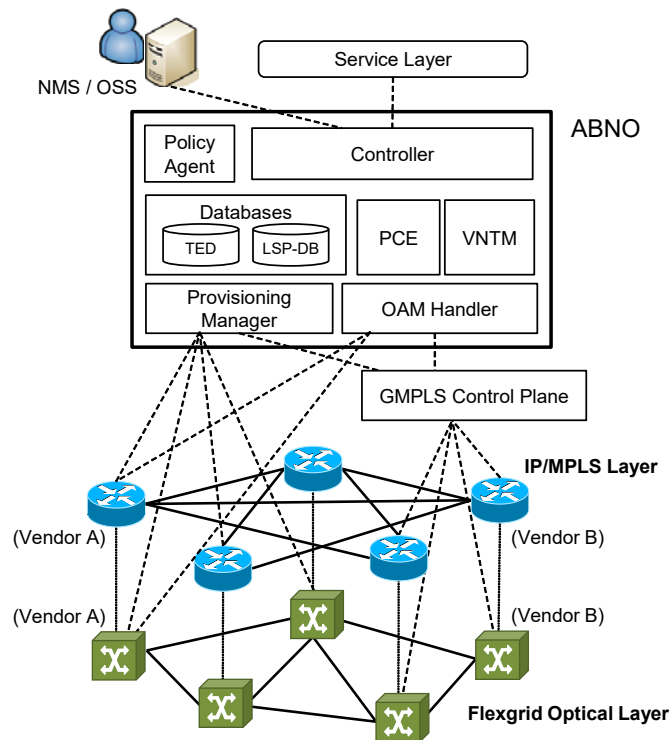 Service Layer
NMS / OSS
ABNO
Policy
Agent
Controller
Databases
TED
LSP-DB
PCE
VNTM
Provisioning
Manager
OAM Handler
GMPLS Control Plane
IP/MPLS Layer
(Vendor A)
(Vendor B)
(Vendor A)
(Vendor B)
Flexgrid Optical Layer